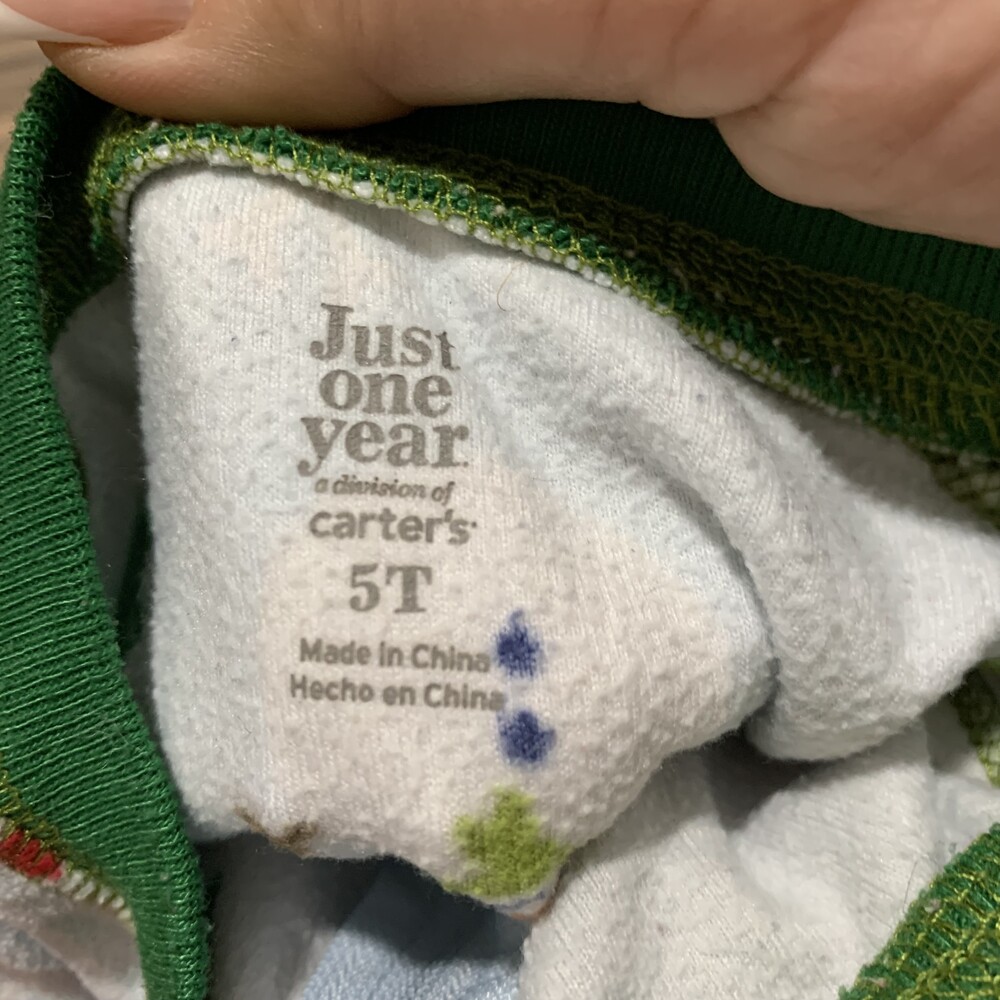 Just
one
year
a division of
carter's
5T
Made in China
Hecho en China